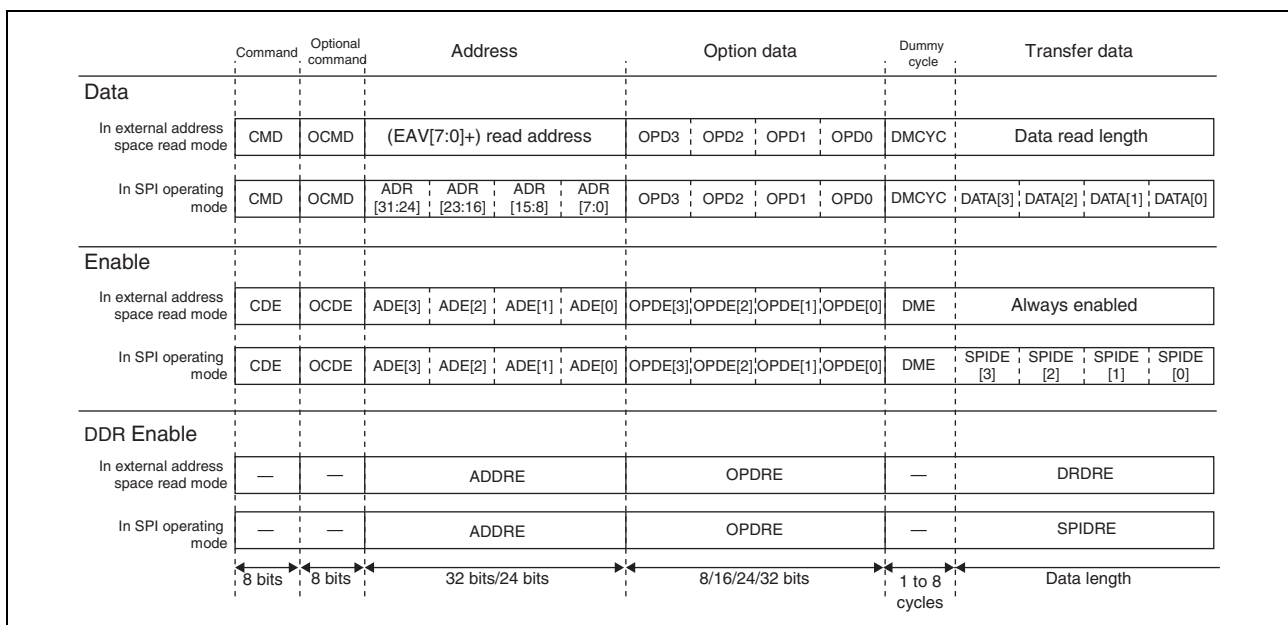 Command Optional command Address Option data Dummy cycle Transfer data
Data
In external address space read mode CMD OCMD (EAV[7:0]+) read address OPD3 OPD2 OPD1 OPD0 DMCYC Data read length
In SPI operating mode CMD OCMD ADR [31:24] ADR [23:16] ADR [15:8] ADR [7:0] OPD3 OPD2 OPD1 OPD0 DMCYC DATA[3] DATA[2] DATA[1] DATA[0]
Enable
In external address space read mode CDE OCDE ADE[3] ADE[2] ADE[1] ADE[0] OPDE[3] OPDE[2] OPDE[1] OPDE[0] DME Always enabled
In SPI operating mode CDE OCDE ADE[3] ADE[2] ADE[1] ADE[0] OPDE[3] OPDE[2] OPDE[1] OPDE[0] DME SPIDE [3] SPIDE [2] SPIDE [1] SPIDE [0]
DDR Enable
In external address space read mode — — ADDRE OPDRE — DRDRE
In SPI operating mode — — ADDRE OPDRE — SPIDRE
8 bits 8 bits 32 bits/24 bits 8/16/24/32 bits 1 to 8 cycles Data length